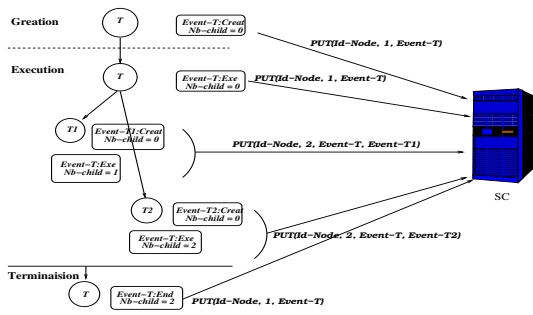 Greation
T
Event-T:Creat
Nb-child = 0
PUT(Id-Node, 1, Event-T)
Execution
T
Event-T:Exe
Nb-child = 0
PUT(Id-Node, 1, Event-T)
T1
Event-T1:Creat
Nb-child = 0
PUT(Id-Node, 2, Event-T, Event-T1)
Event-T:Exe
Nb-child = 1
SC
T2
Event-T2:Creat
Nb-child = 0
Event-T:Exe
Nb-child = 2
PUT(Id-Node, 2, Event-T, Event-T2)
Terminaision
T
Event-T:End
Nb-child = 2
PUT(Id-Node, 1, Event-T)